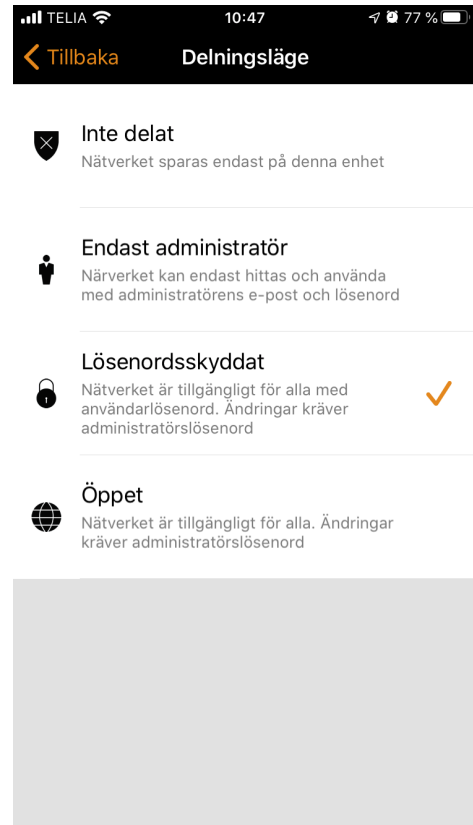 TELIA 10:47 77 %
Tillbaka Delningsläge
Inte delat
Nätverket sparas endast på denna enhet
Endast administratör
Närverket kan endast hittas och använda
med administratörens e-post och lösenord
Lösenordsskyddat
Nätverket är tillgängligt för alla med
användarlösenord. Ändringar kräver
administratörslösenord
Öppet
Nätverket är tillgängligt för alla. Ändringar
kräver administratörslösenord